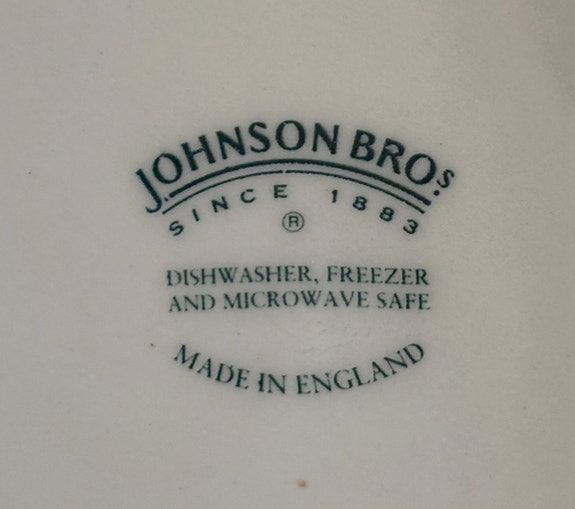 JOHNSON BROS.
SINCE 1883
®
DISHWASHER, FREEZER
AND MICROWAVE SAFE
MADE IN ENGLAND